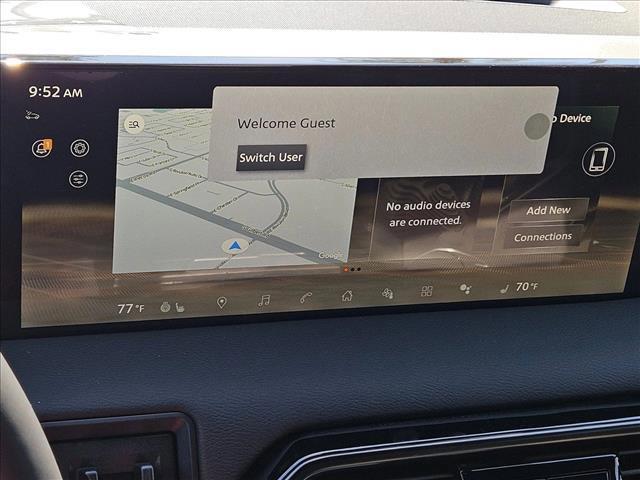 9:52 AM
Welcome Guest
Switch User
Device
1
No audio devices
are connected.
Add New
Connections
Google
77°F
70°F